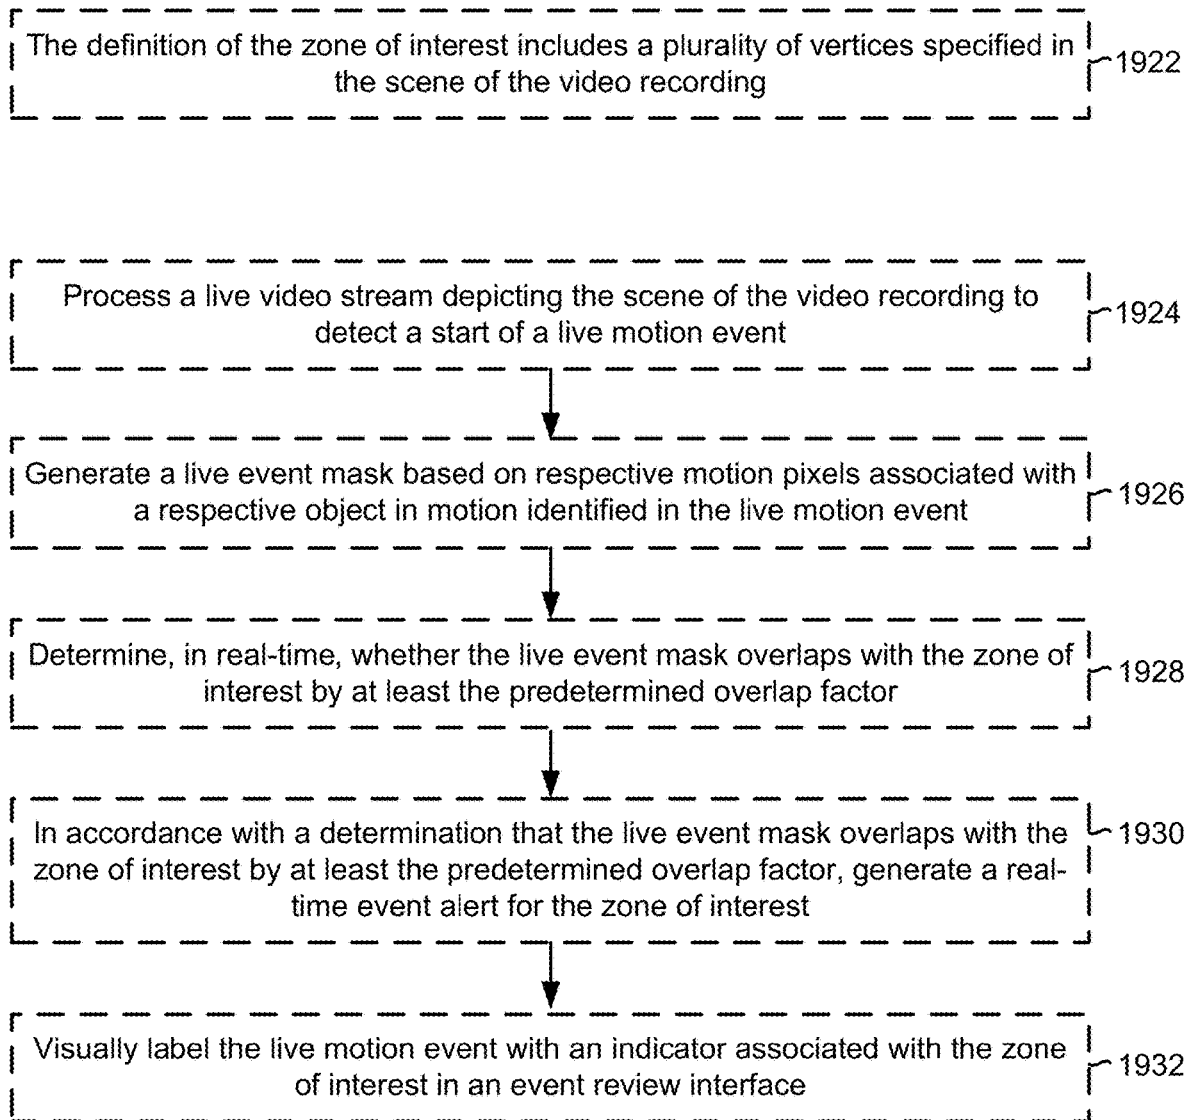 The definition of the zone of interest includes a plurality of vertices specified in
the scene of the video recording
1922
Process a live video stream depicting the scene of the video recording to
detect a start of a live motion event
1924
Generate a live event mask based on respective motion pixels associated with
a respective object in motion identified in the live motion event
1926
Determine, in real-time, whether the live event mask overlaps with the zone of
interest by at least the predetermined overlap factor
1928
In accordance with a determination that the live event mask overlaps with the
zone of interest by at least the predetermined overlap factor, generate a real-
time event alert for the zone of interest
1930
Visually label the live motion event with an indicator associated with the zone
of interest in an event review interface
1932